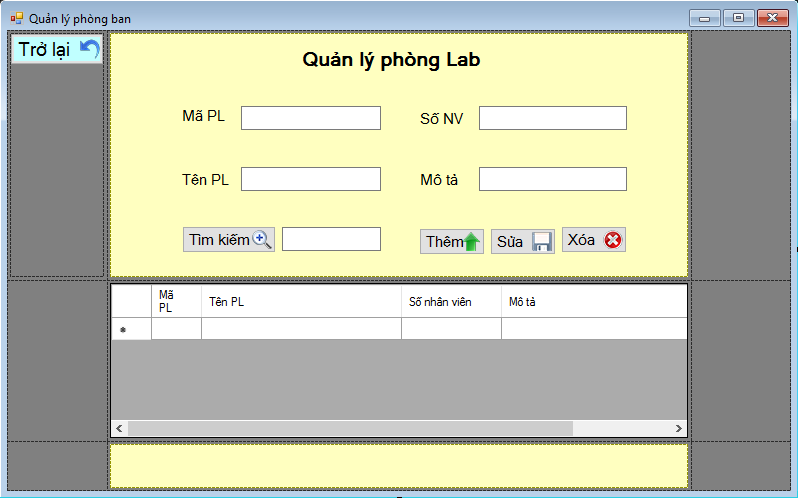 Quản lý phòng ban
Trở lại
Quản lý phòng Lab
Mã PL
Số NV
Tên PL
Mô tả
Tìm kiếm
Thêm
Sửa
Xóa
Mã
PL
Tên PL
Số nhân viên
Mô tả